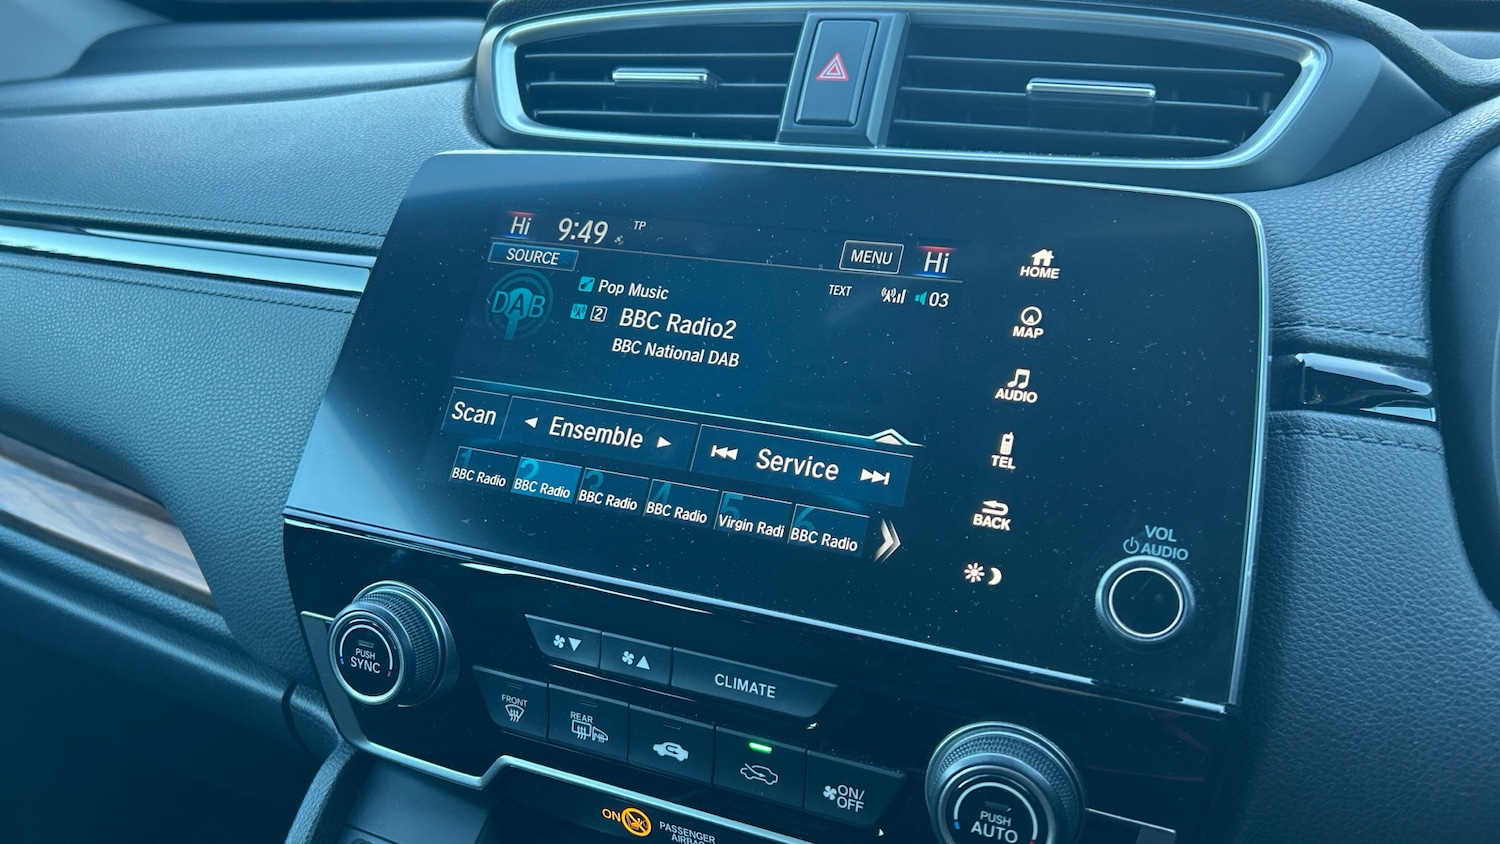 Hi 9:49 TP
SOURCE MENU Hi
DAB Pop Music TEXT 03
2 BBC Radio2
BBC National DAB
Scan Ensemble Service
1 2 3 4 5 6
BBC Radio BBC Radio BBC Radio BBC Radio Virgin Radi BBC Radio
HOME
MAP
AUDIO
TEL
BACK
VOL
AUDIO
PUSH
SYNC
CLIMATE
FRONT
REAR
ON/
OFF
PUSH
AUTO
ON PASSENGER
AIRBAG